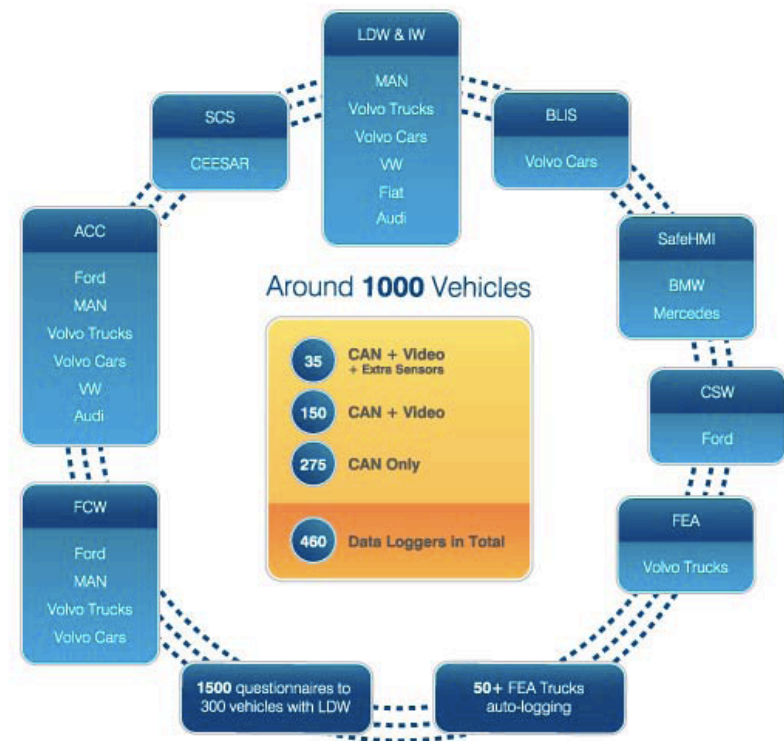 LDW & IW
MAN
Volvo Trucks
Volvo Cars
VW
Fiat
Audi
SCS
CEESAR
BLIS
Volvo Cars
ACC
Ford
MAN
Volvo Trucks
Volvo Cars
VW
Audi
SafeHMI
BMW
Mercedes
Around 1000 Vehicles
35 CAN + Video
+ Extra Sensors
150 CAN + Video
275 CAN Only
460 Data Loggers in Total
CSW
Ford
FCW
Ford
MAN
Volvo Trucks
Volvo Cars
FEA
Volvo Trucks
1500 questionnaires to
300 vehicles with LDW
50+ FEA Trucks
auto-logging